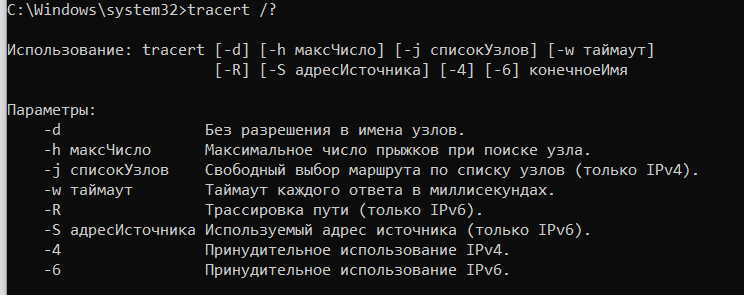 C:\Windows\system32>tracert /?
Использование: tracert [-d] [-h максЧисло] [-j списокУзлов] [-w таймаут]
[-R] [-S адресИсточника] [-4] [-6] конечноеИмя
Параметры:
-d Без разрешения в имена узлов.
-h максЧисло Максимальное число прыжков при поиске узла.
-j списокУзлов Свободный выбор маршрута по списку узлов (только IPv4).
-w таймаут Таймаут каждого ответа в миллисекундах.
-R Трассировка пути (только IPv6).
-S адресИсточника Используемый адрес источника (только IPv6).
-4 Принудительное использование IPv4.
-6 Принудительное использование IPv6.